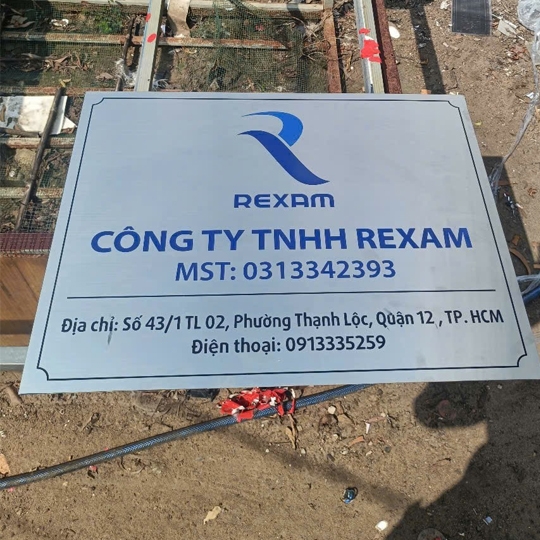 REXAM
CÔNG TY TNHH REXAM
MST: 0313342393
Địa chỉ: Số 43/1 TL 02, Phường Thạnh Lộc, Quận 12 , TP. HCM
Điện thoại: 0913335259